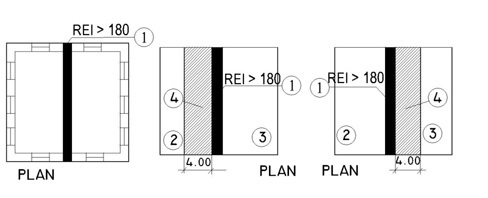 REI > 180 1
PLAN
4
2
3
REI > 180 1
4.00
PLAN
REI > 180
1
4
2
3
4.00
PLAN